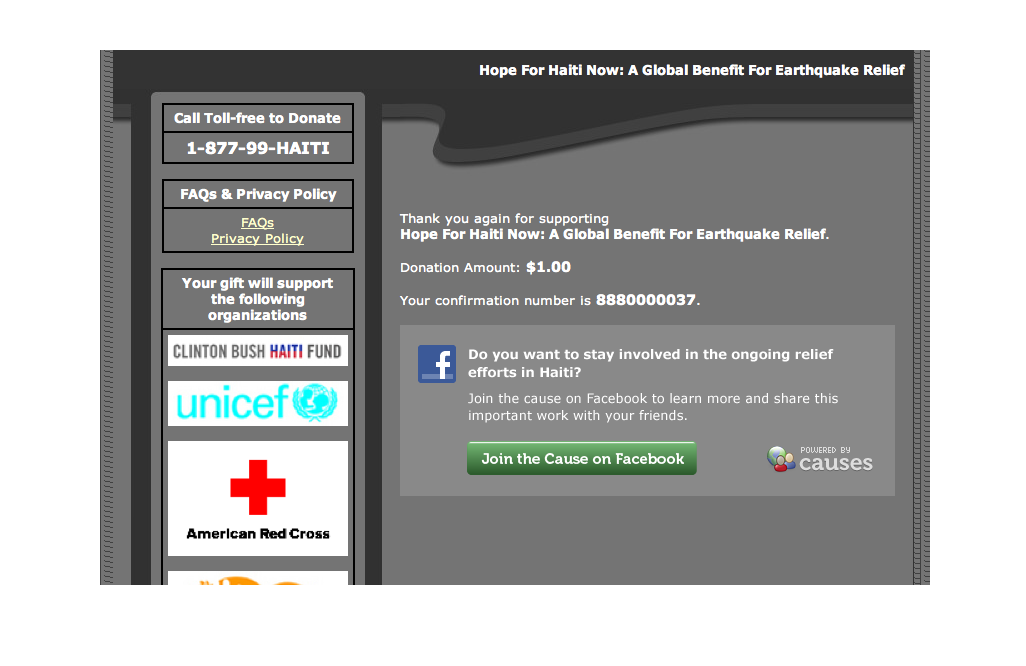 Hope For Haiti Now: A Global Benefit For Earthquake Relief
Call Toll-free to Donate
1-877-99-HAITI
FAQs & Privacy Policy
FAQs
Privacy Policy
Your gift will support
the following
organizations
CLINTON BUSH HAITI FUND
unicef
American Red Cross
Thank you again for supporting
Hope For Haiti Now: A Global Benefit For Earthquake Relief.
Donation Amount: $1.00
Your confirmation number is 8880000037.
f
Do you want to stay involved in the ongoing relief
efforts in Haiti?
Join the cause on Facebook to learn more and share this
important work with your friends.
Join the Cause on Facebook
POWERED BY
causes